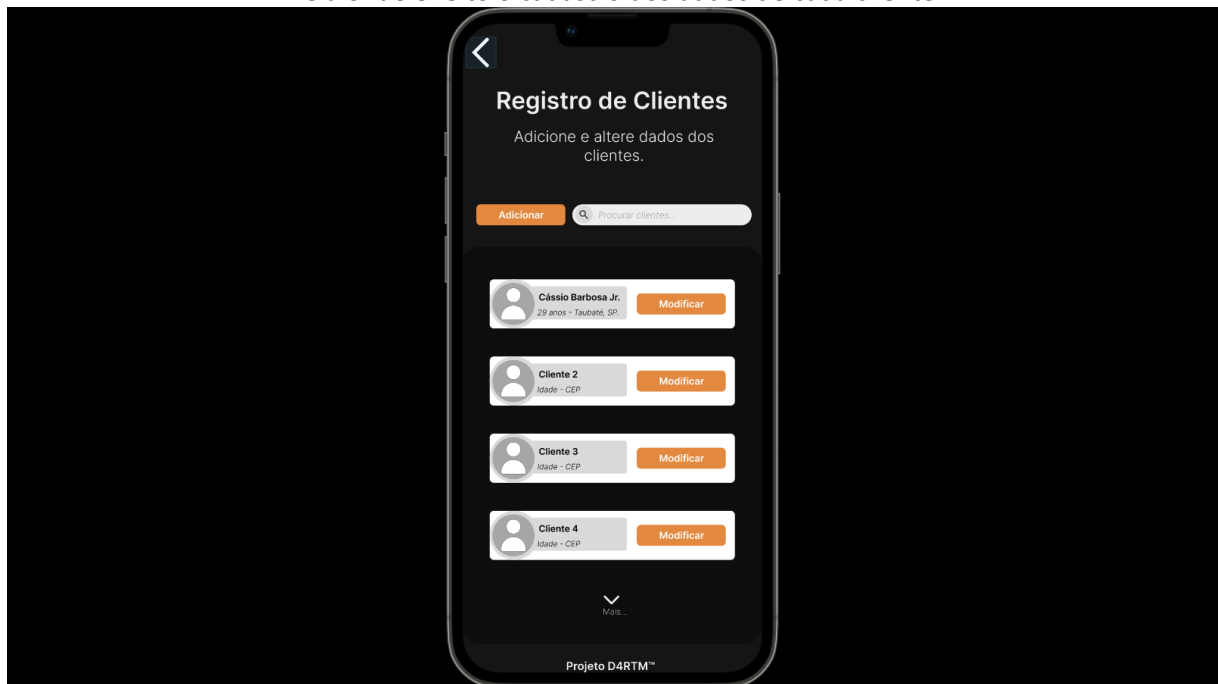 Registro de Clientes
Adicione e altere dados dos
clientes.
Adicionar
Procurar clientes...
Cássio Barbosa Jr.
29 anos - Taubaté, SP.
Modificar
Cliente 2
Idade - CEP
Modificar
Cliente 3
Idade - CEP
Modificar
Cliente 4
Idade - CEP
Modificar
Mais...
Projeto D4RTM™